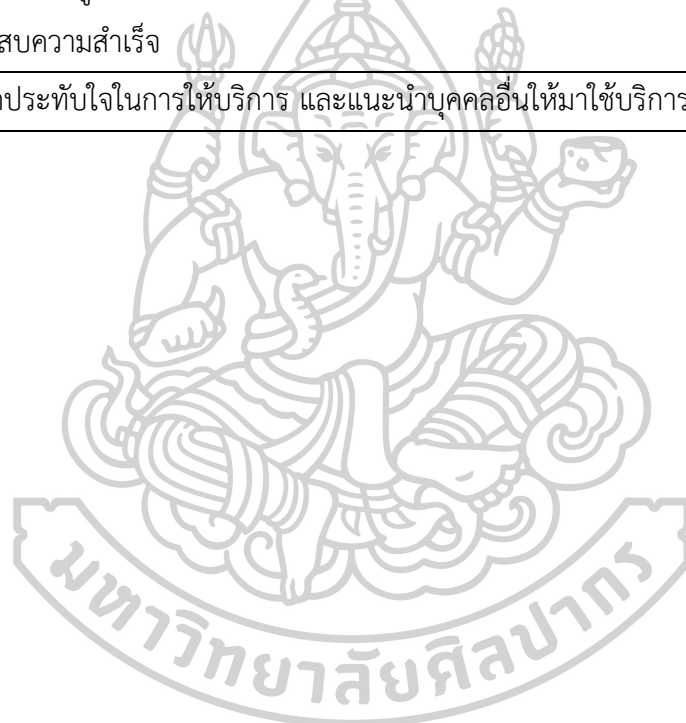 สบความสำเร็จ
ประทับใจในการให้บริการ และแนะนำบุคคลอื่นให้มาใช้บริการ
มหาวิทยาลัยศิลปากร